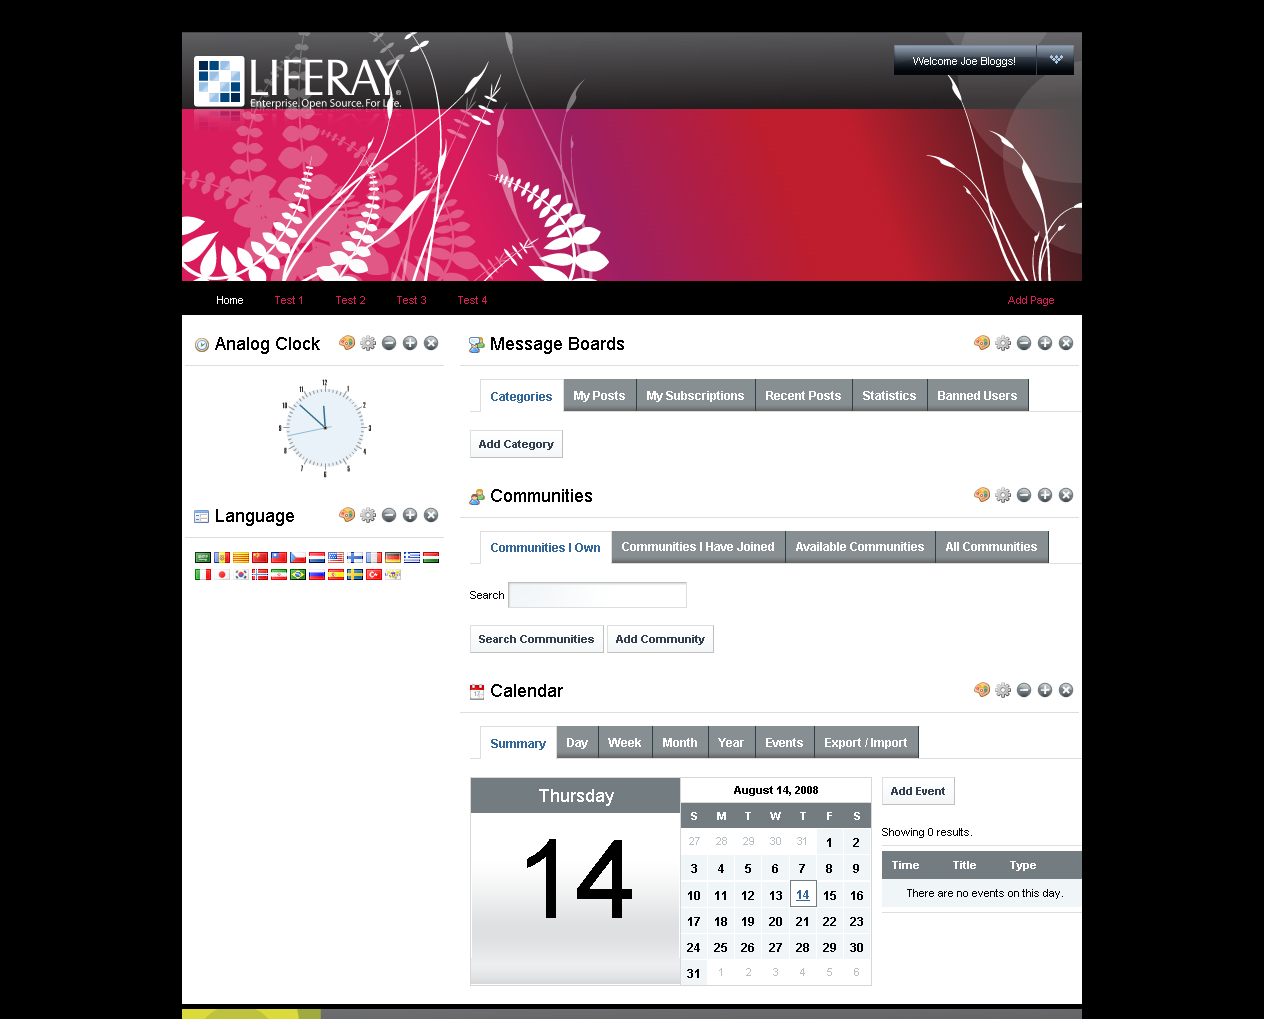 LIFERAY
Enterprise. Open Source. For Life.
Welcome Joe Bloggs!
Home Test 1 Test 2 Test 3 Test 4 Add Page
Analog Clock
12
1
2
3
4
5
6
7
8
9
10
11
Language
Message Boards
Categories My Posts My Subscriptions Recent Posts Statistics Banned Users
Add Category
Communities
Communities I Own Communities I Have Joined Available Communities All Communities
Search
Search Communities Add Community
Calendar
Summary Day Week Month Year Events Export / Import
Thursday
14
August 14, 2008
S M T W T F S
27 28 29 30 31 1 2
3 4 5 6 7 8 9
10 11 12 13 14 15 16
17 18 19 20 21 22 23
24 25 26 27 28 29 30
31 1 2 3 4 5 6
Add Event
Showing 0 results.
Time Title Type
There are no events on this day.